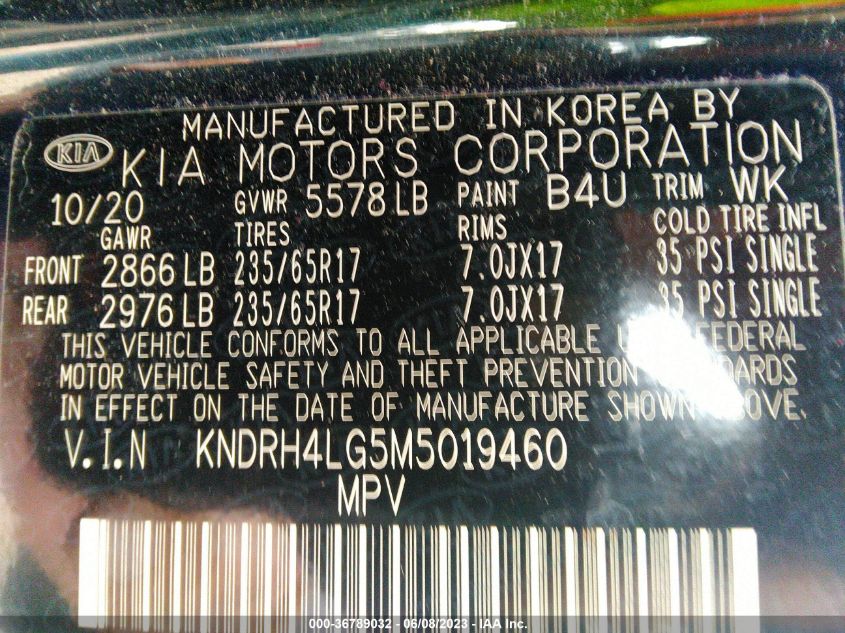 MANUFACTURED IN KOREA BY
KIA KIA MOTORS CORPORATION
10/20 GVWR 5578 LB PAINT B4U TRIM WK
GAWR TIRES RIMS COLD TIRE INFL
FRONT 2866 LB 235/65R17 7.0JX17 35 PSI SINGLE
REAR 2976 LB 235/65R17 7.0JX17 35 PSI SINGLE
THIS VEHICLE CONFORMS TO ALL APPLICABLE FEDERAL
MOTOR VEHICLE SAFETY AND THEFT PREVENTION STANDARDS
IN EFFECT ON THE DATE OF MANUFACTURE SHOWN ABOVE.
V.I.N KNDRH4LG5M5019460
MPV
000-36789032 - 06/08/2023 - IAA Inc.